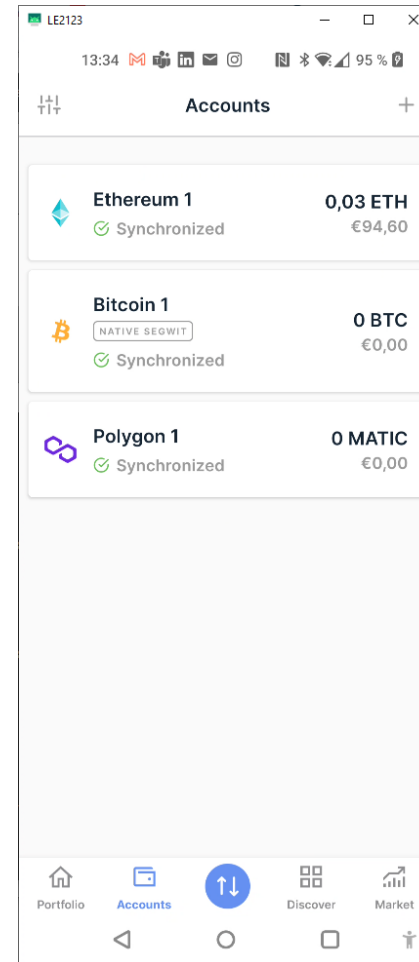 LE2123
13:34 95 %
Accounts
Ethereum 1 0,03 ETH
Synchronized €94,60
Bitcoin 1 0 BTC
NATIVE SEGWIT €0,00
Synchronized
Polygon 1 0 MATIC
Synchronized €0,00
Portfolio Accounts Discover Market